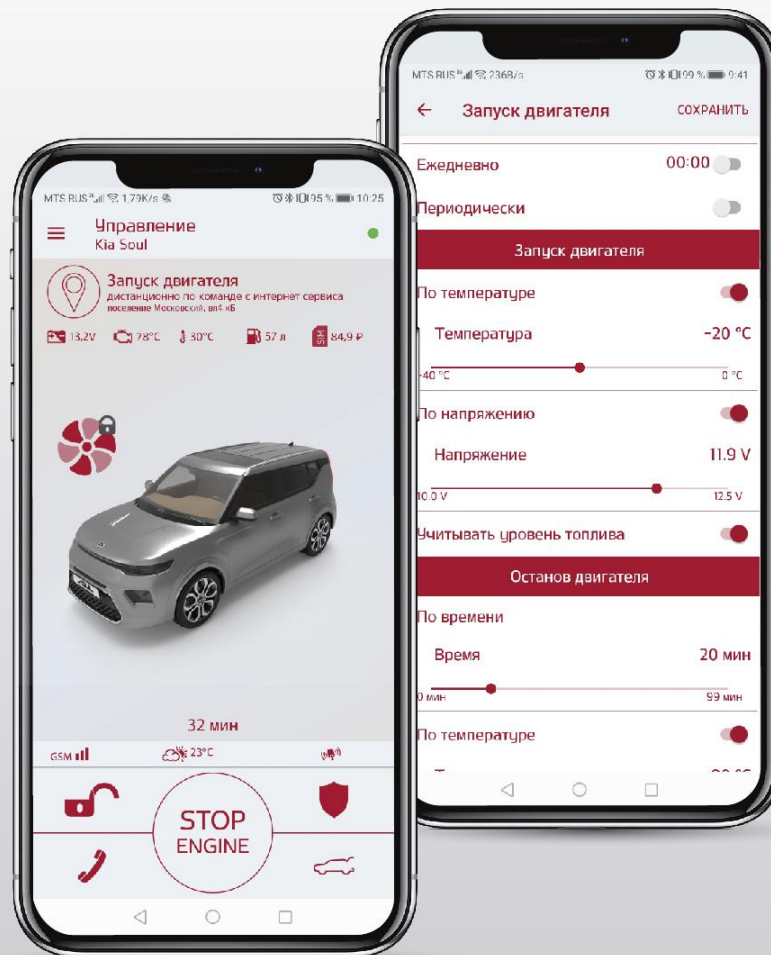 MTS RUS 1,79K/s 95 % 10:25
Управление
Kia Soul
Запуск двигателя
дистанционно по команде с интернет сервиса
поселение Московский, вл4 кБ
13.2V 78°C 30°C 57 л SIM 84,9 ₽
32 мин
GSM 23°C
STOP
ENGINE
MTS RUS 236B/s 99 % 9:41
← Запуск двигателя СОХРАНИТЬ
Ежедневно 00:00
Периодически
Запуск двигателя
По температуре
Температура -20 °C
-40 °C 0 °C
По напряжению
Напряжение 11.9 V
10.0 V 12.5 V
Учитывать уровень топлива
Останов двигателя
По времени
Время 20 мин
0 мин 99 мин
По температуре